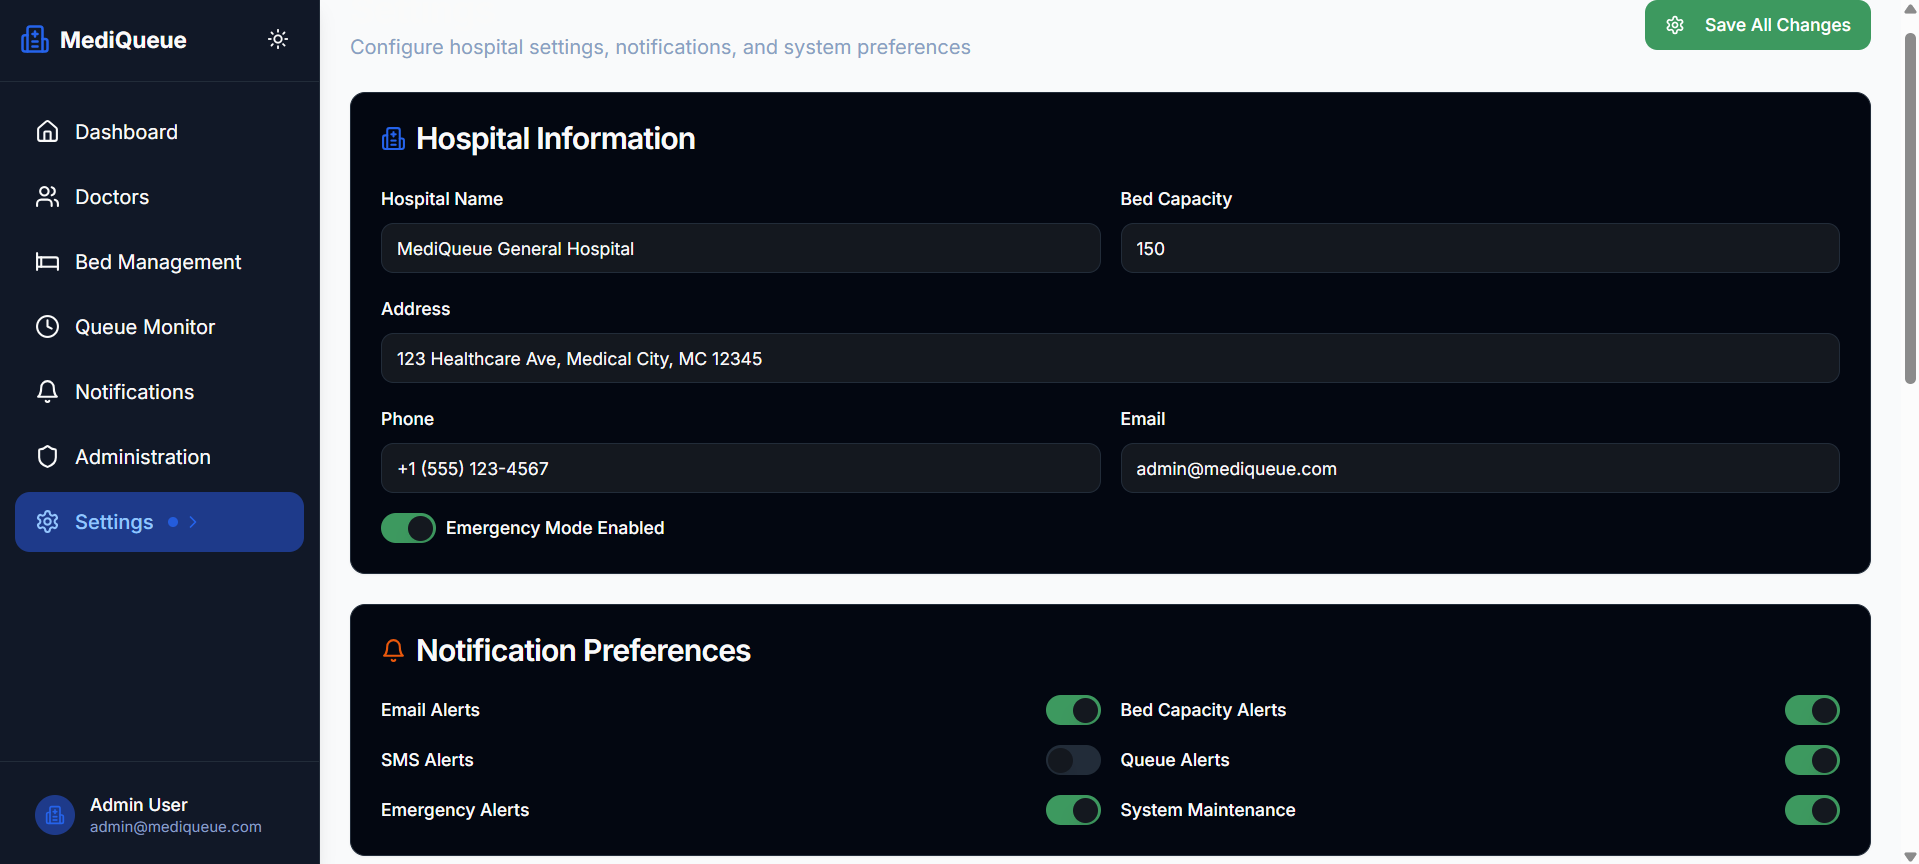 MediQueue
Dashboard
Doctors
Bed Management
Queue Monitor
Notifications
Administration
Settings
Admin User
admin@mediqueue.com
Configure hospital settings, notifications, and system preferences
Save All Changes
Hospital Information
Hospital Name
MediQueue General Hospital
Bed Capacity
150
Address
123 Healthcare Ave, Medical City, MC 12345
Phone
+1 (555) 123-4567
Email
admin@mediqueue.com
Emergency Mode Enabled
Notification Preferences
Email Alerts
Bed Capacity Alerts
SMS Alerts
Queue Alerts
Emergency Alerts
System Maintenance